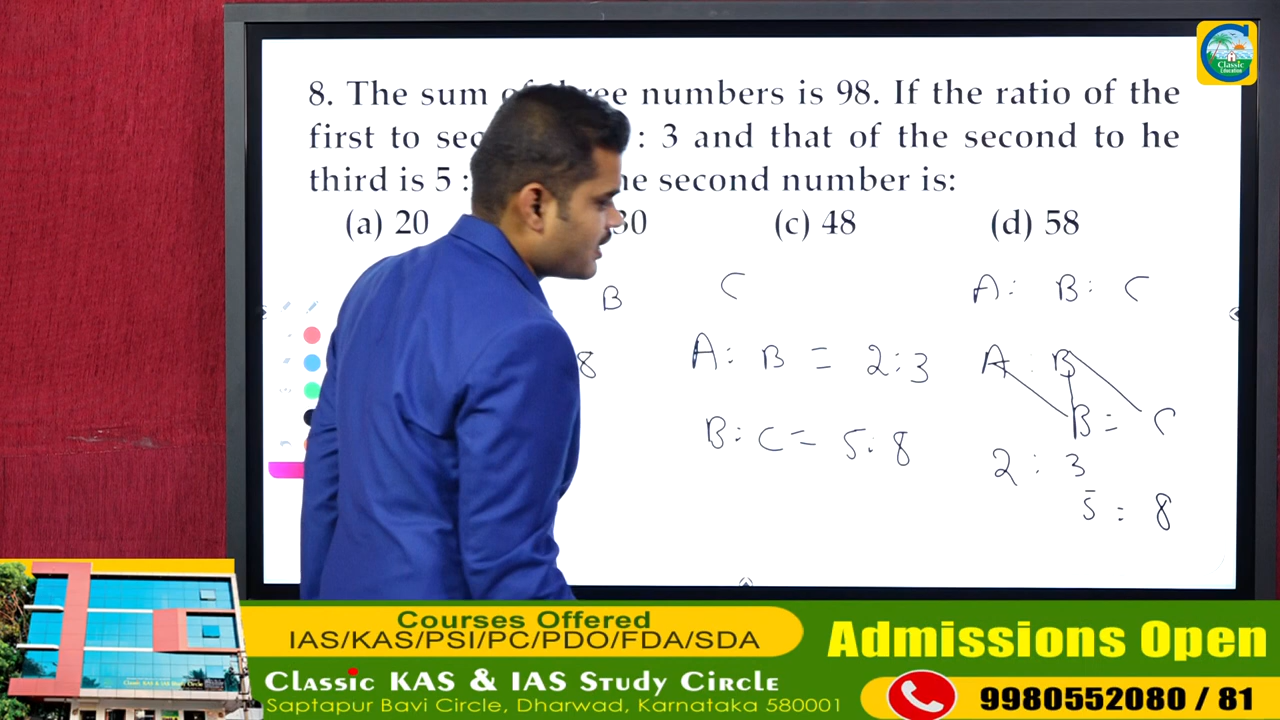 Classic
Education
8. The sum of three numbers is 98. If the ratio of the
first to sec : 3 and that of the second to he
third is 5 : he second number is:
(a) 20 30 (c) 48 (d) 58
B C A : B : C
8 A : B = 2:3 A : B
B : C = 5:8 B = C
2 : 3
5 = 8
Courses Offered
IAS/KAS/PSI/PC/PDO/FDA/SDA
Admissions Open
Classic KAS & IAS Study Circle
Saptapur Bavi Circle, Dharwad, Karnataka 580001
9980552080 / 81